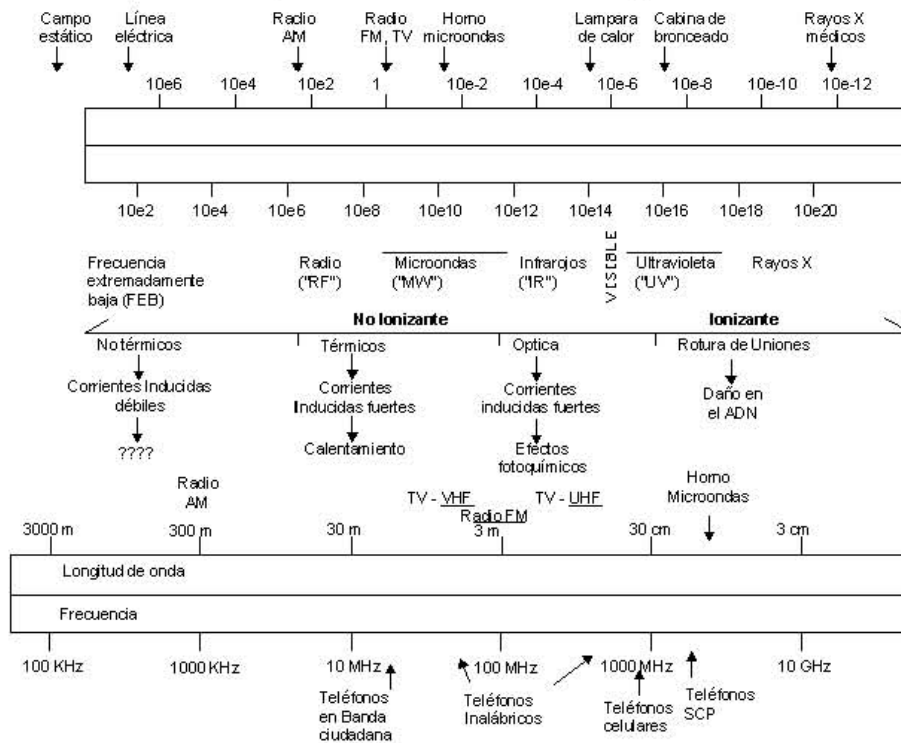 Campo estático
Línea eléctrica
Radio AM
Radio FM, TV
Horno microondas
Lampara de calor
Cabina de bronceado
Rayos X médicos
10e6 10e4 10e2 1 10e-2 10e-4 10e-6 10e-8 10e-10 10e-12
10e2 10e4 10e6 10e8 10e10 10e12 10e14 10e16 10e18 10e20
Frecuencia
extremadamente
baja (FEB)
Radio
("RF")
Microondas
("MW")
Infrarojos
("IR")
VISIBLE
Ultravioleta
("UV")
Rayos X
No Ionizante
Ionizante
No térmicos
Corrientes Inducidas
débiles
????
Térmicos
Corrientes
Inducidas fuertes
Calentamiento
Optica
Corrientes
inducidas fuertes
Efectos
fotoquímicos
Rotura de Uniones
Daño en
el ADN
Radio
AM
TV - VHF
Radio FM
TV - UHF
Horno
Microondas
3000 m 300 m 30 m 3 m 30 cm 3 cm
Longitud de onda
Frecuencia
100 KHz 1000 KHz 10 MHz 100 MHz 1000 MHz 10 GHz
Teléfonos
en Banda
ciudadana
Teléfonos
Inalábricos
Teléfonos
celulares
Teléfonos
SCP